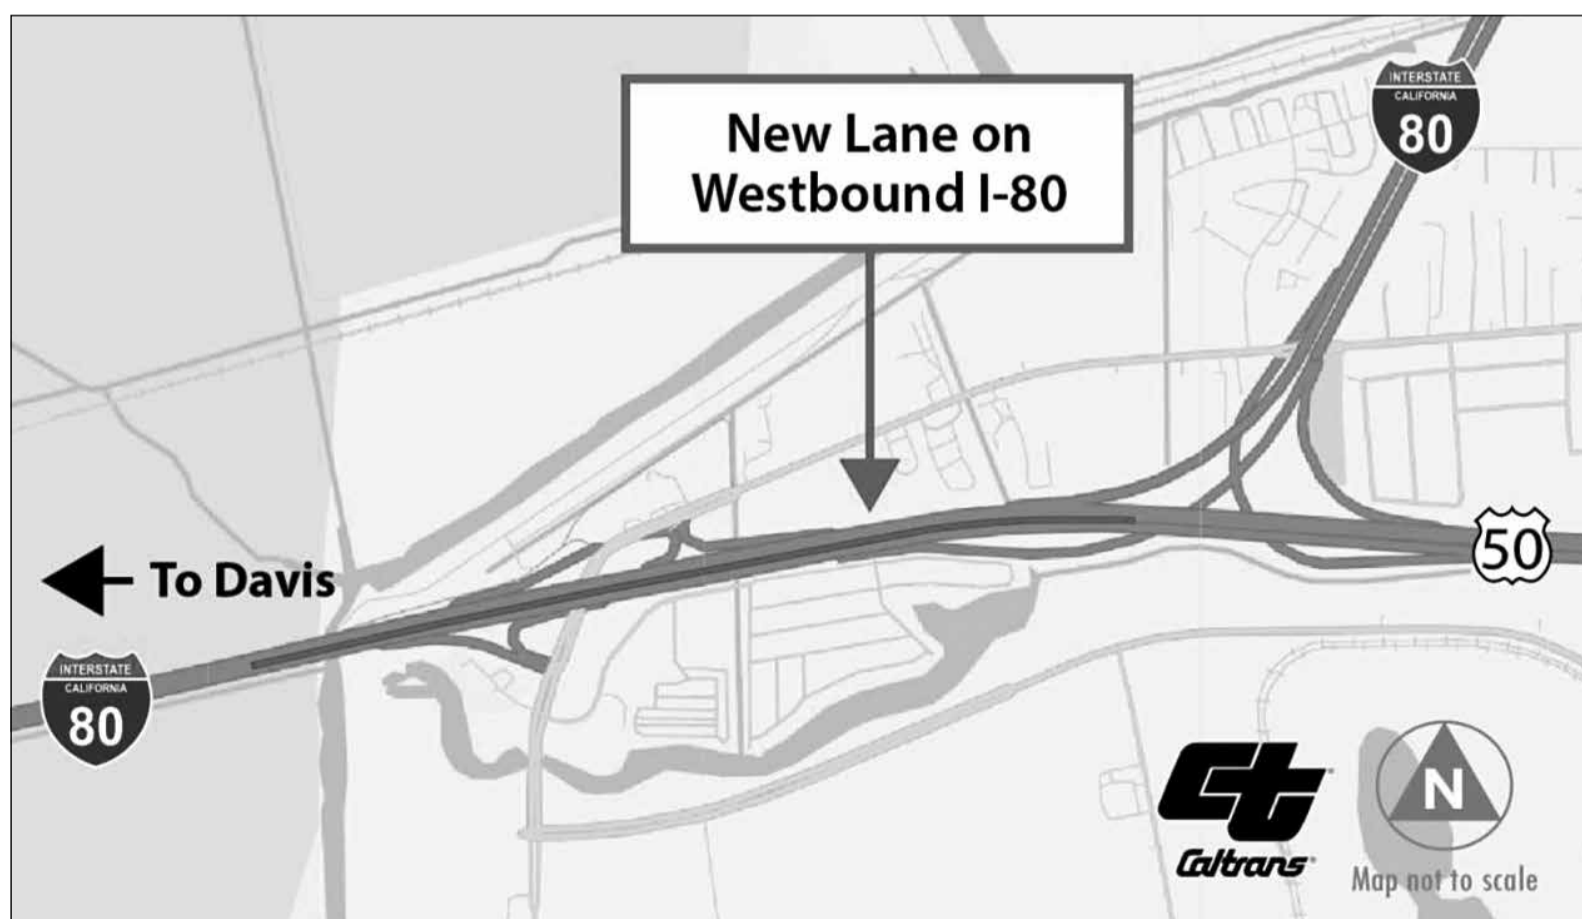 New Lane on
Westbound I-80
INTERSTATE
CALIFORNIA
80
50
To Davis
INTERSTATE
CALIFORNIA
80
Caltrans
N
Map not to scale